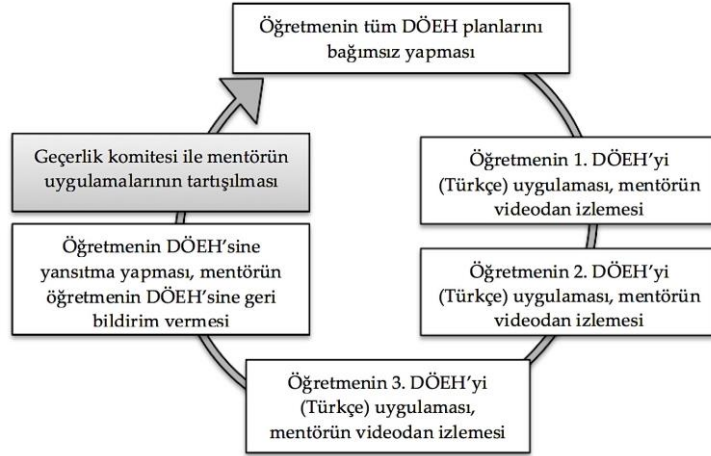 Öğretmenin tüm DÖEH planlarını
bağımsız yapması
Öğretmenin 1. DÖEH'yi
(Türkçe) uygulaması, mentörün
videodan izlemesi
Öğretmenin 2. DÖEH'yi
(Türkçe) uygulaması, mentörün
videodan izlemesi
Öğretmenin 3. DÖEH'yi
(Türkçe) uygulaması,
mentörün videodan izlemesi
Öğretmenin DÖEH'sine
yansıtma yapması, mentörün
öğretmenin DÖEH'sine geri
bildirim vermesi
Geçerlik komitesi ile mentörün
uygulamalarının tartışılması